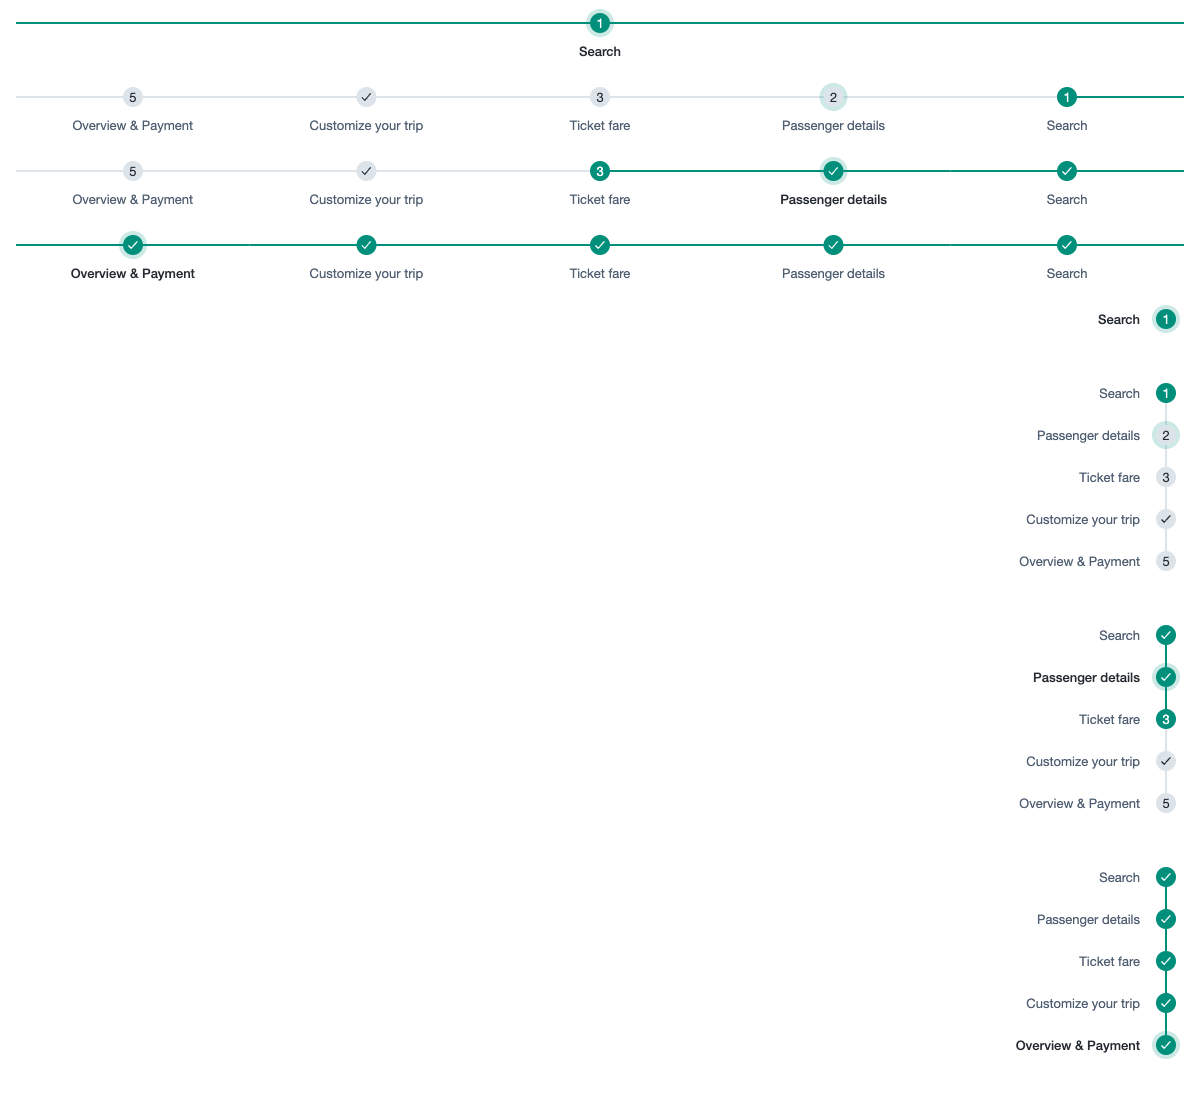 1
Search
5 3 2 1
Overview & Payment Customize your trip Ticket fare Passenger details Search
5 3
Overview & Payment Customize your trip Ticket fare Passenger details Search
Overview & Payment Customize your trip Ticket fare Passenger details Search
Search 1
Search 1
Passenger details 2
Ticket fare 3
Customize your trip
Overview & Payment 5
Search
Passenger details
Ticket fare 3
Customize your trip
Overview & Payment 5
Search
Passenger details
Ticket fare
Customize your trip
Overview & Payment